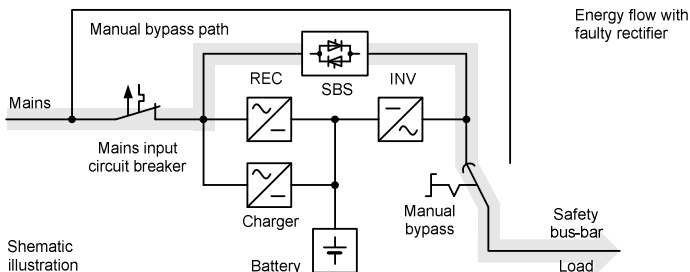 Manual bypass path
Energy flow with
faulty rectifier
REC
SBS
INV
Mains
Mains input
circuit breaker
Charger
Manual
bypass
Safety
bus-bar
Shematic
illustration
Battery
Load